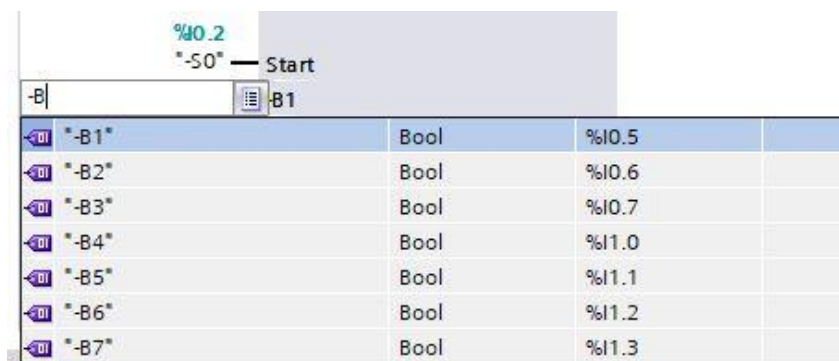 %I0.2
"-S0" Start
-B -B1
"-B1" Bool %I0.5
"-B2" Bool %I0.6
"-B3" Bool %I0.7
"-B4" Bool %I1.0
"-B5" Bool %I1.1
"-B6" Bool %I1.2
"-B7" Bool %I1.3